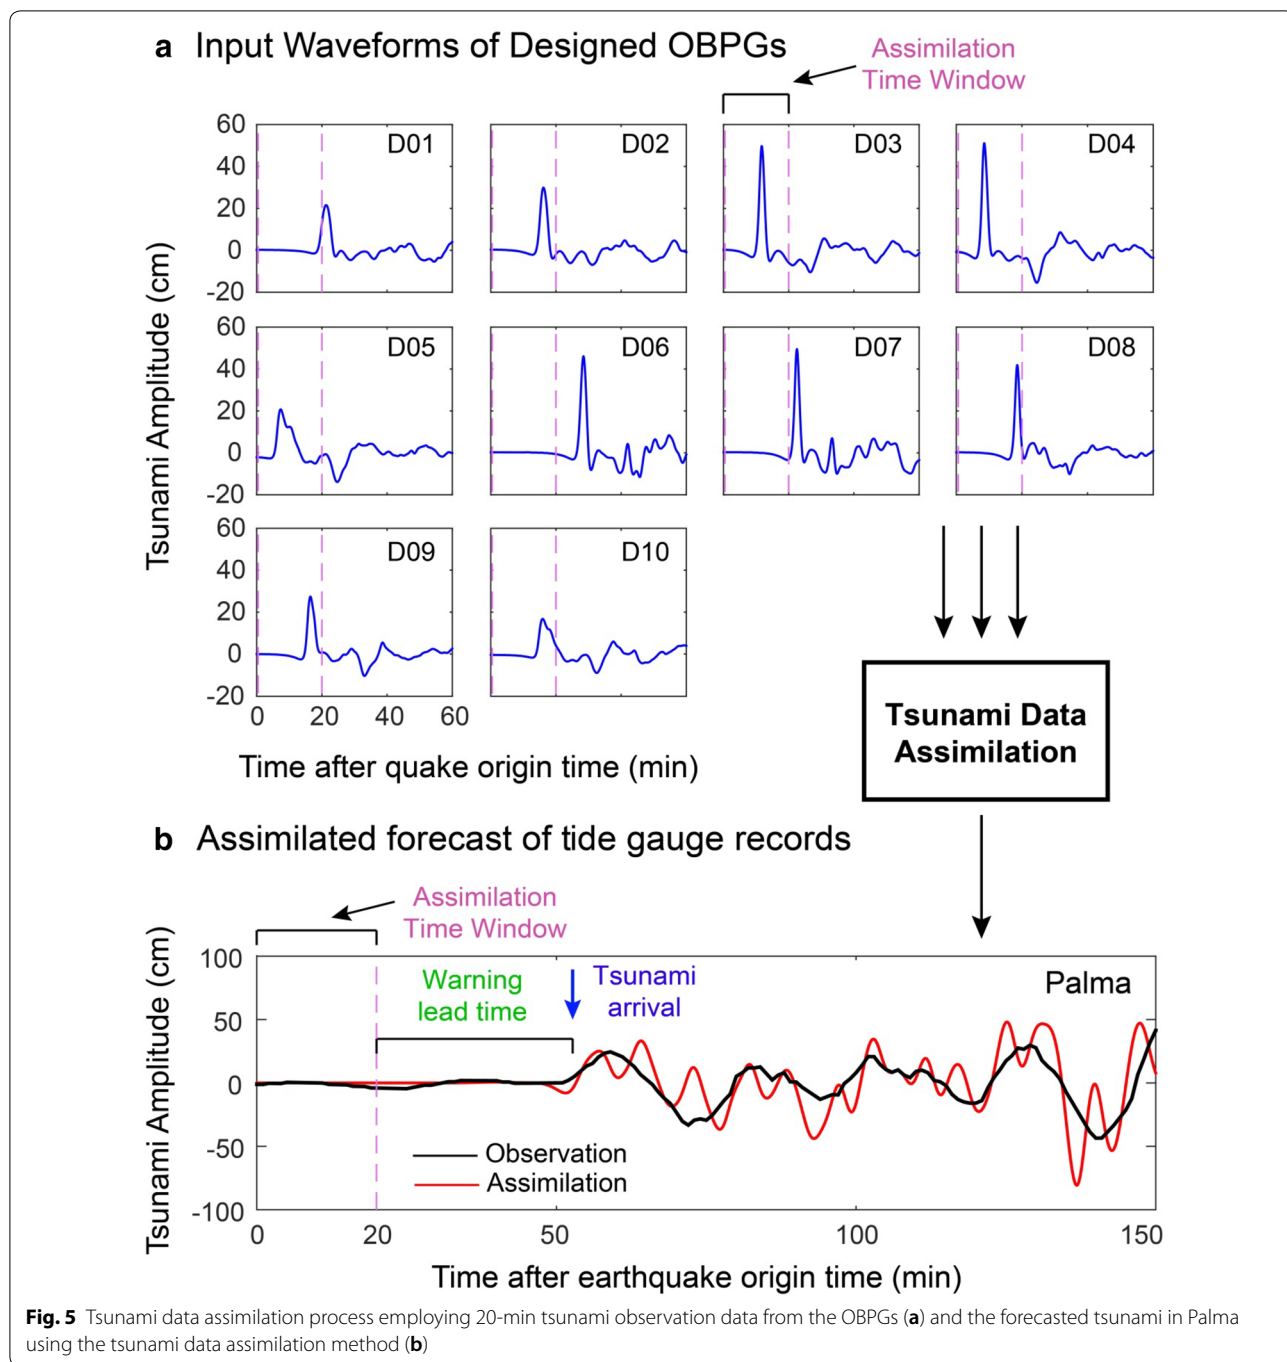 a Input Waveforms of Designed OBPGs
Assimilation
Time Window
60
40
20
0
-20
D01
D02
D03
D04
60
40
20
0
-20
D05
D06
D07
D08
60
40
20
0
-20
D09
D10
0 20 40 60
Tsunami Amplitude (cm)
Time after quake origin time (min)
Tsunami Data
Assimilation
b Assimilated forecast of tide gauge records
Assimilation
Time Window
100
50
0
-50
-100
Tsunami Amplitude (cm)
Warning
lead time
Tsunami
arrival
Palma
Observation
Assimilation
0 20 50 100 150
Time after earthquake origin time (min)
Fig. 5 Tsunami data assimilation process employing 20-min tsunami observation data from the OBPGs (a) and the forecasted tsunami in Palma
using the tsunami data assimilation method (b)